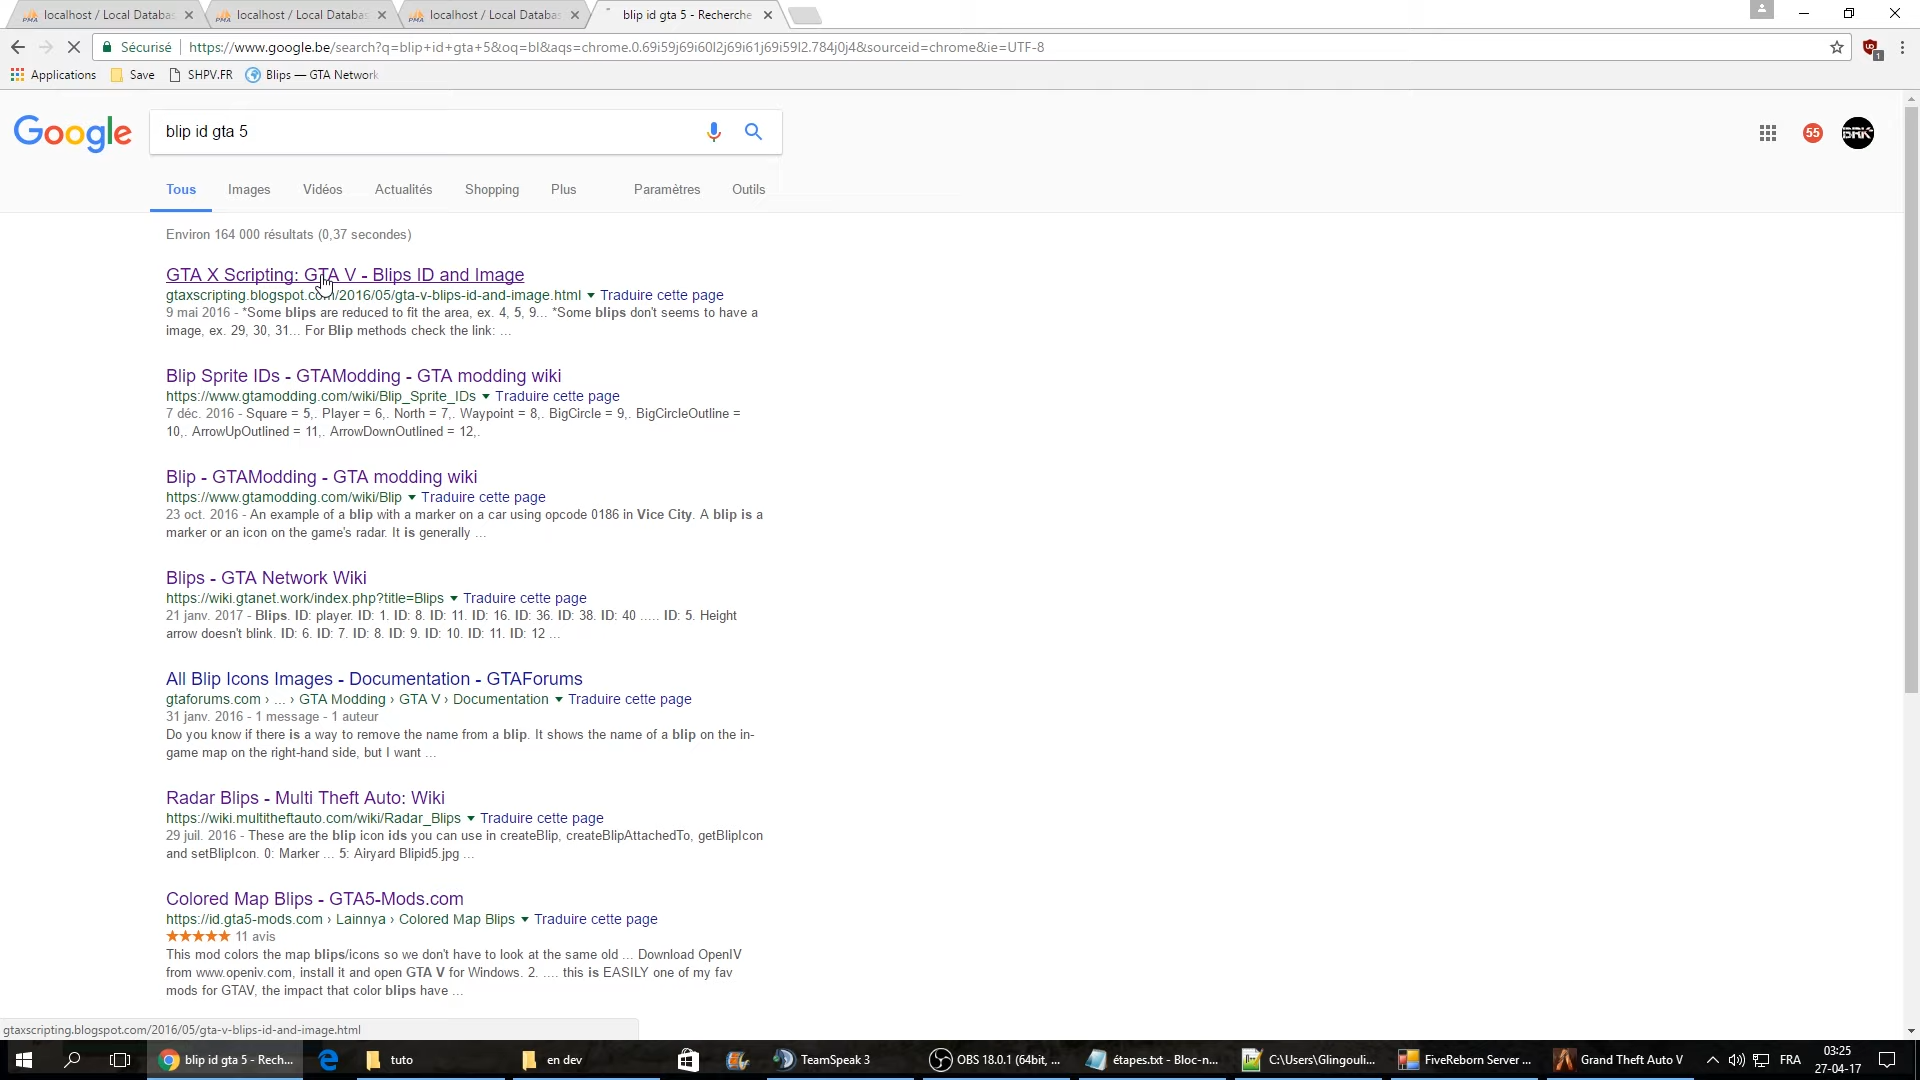 localhost / Local Databas
localhost / Local Databas
localhost / Local Databas
blip id gta 5 - Recherche
Sécurisé
https://www.google.be/search?q=blip+id+gta+5&oq=bl&aqs=chrome.0.69i59j69i60l2j69i61j69i59l2.784j0j4&sourceid=chrome&ie=UTF-8
1
Applications
Save
SHPV.FR
Blips — GTA Network
Google
blip id gta 5
55
BRK
Tous
Images
Vidéos
Actualités
Shopping
Plus
Paramètres
Outils
Environ 164 000 résultats (0,37 secondes)
GTA X Scripting: GTA V - Blips ID and Image
gtaxscripting.blogspot.com/2016/05/gta-v-blips-id-and-image.html Traduire cette page
9 mai 2016 - *Some blips are reduced to fit the area, ex. 4, 5, 9... *Some blips don't seems to have a
image, ex. 29, 30, 31... For Blip methods check the link: ...
Blip Sprite IDs - GTAModding - GTA modding wiki
https://www.gtamodding.com/wiki/Blip_Sprite_IDs Traduire cette page
7 déc. 2016 - Square = 5,. Player = 6,. North = 7,. Waypoint = 8,. BigCircle = 9,. BigCircleOutline =
10,. ArrowUpOutlined = 11,. ArrowDownOutlined = 12,.
Blip - GTAModding - GTA modding wiki
https://www.gtamodding.com/wiki/Blip Traduire cette page
23 oct. 2016 - An example of a blip with a marker on a car using opcode 0186 in Vice City. A blip is a
marker or an icon on the game's radar. It is generally ...
Blips - GTA Network Wiki
https://wiki.gtanet.work/index.php?title=Blips Traduire cette page
21 janv. 2017 - Blips. ID: player. ID: 1. ID: 8. ID: 11. ID: 16. ID: 36. ID: 38. ID: 40 ..... ID: 5. Height
arrow doesn't blink. ID: 6. ID: 7. ID: 8. ID: 9. ID: 10. ID: 11. ID: 12 ...
All Blip Icons Images - Documentation - GTAForums
gtaforums.com › ... › GTA Modding › GTA V › Documentation Traduire cette page
31 janv. 2016 - 1 message - 1 auteur
Do you know if there is a way to remove the name from a blip. It shows the name of a blip on the in-
game map on the right-hand side, but I want ...
Radar Blips - Multi Theft Auto: Wiki
https://wiki.multitheftauto.com/wiki/Radar_Blips Traduire cette page
29 juil. 2016 - These are the blip icon ids you can use in createBlip, createBlipAttachedTo, getBlipIcon
and setBlipIcon. 0: Marker ... 5: Airyard Blipid5.jpg ...
Colored Map Blips - GTA5-Mods.com
https://id.gta5-mods.com › Lainnya › Colored Map Blips Traduire cette page
11 avis
This mod colors the map blips/icons so we don't have to look at the same old ... Download OpenIV
from www.openiv.com, install it and open GTA V for Windows. 2. .... this is EASILY one of my fav
mods for GTAV, the impact that color blips have ...
gtaxscripting.blogspot.com/2016/05/gta-v-blips-id-and-image.html
blip id gta 5 - Rech...
tuto
en dev
TeamSpeak 3
OBS 18.0.1 (64bit, ...
étapes.txt - Bloc-n...
C:\Users\Glingouli...
FiveReborn Server ...
Grand Theft Auto V
FRA
03:25
27-04-17